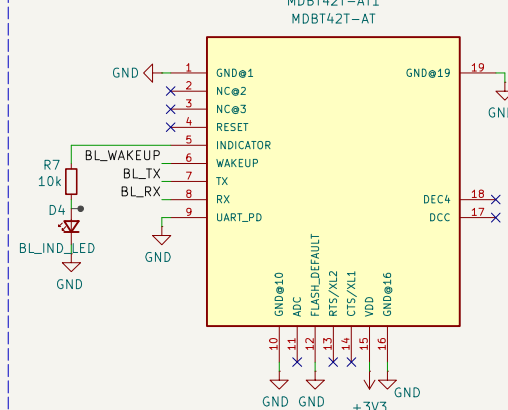 MDBT42T-AT1
MDBT42T-AT
GND
1
GND@1
GND@19
19
2
NC@2
3
NC@3
4
RESET
5
INDICATOR
BL_WAKEUP
6
WAKEUP
R7
10k
BL_TX
7
TX
BL_RX
8
RX
DEC4
18
D4
9
UART_PD
DCC
17
BL_IND_LED
GND
GND
GND@10
ADC
FLASH_DEFAULT
RTS/XL2
CTS/XL1
VDD
GND@16
10
11
12
13
14
15
16
GND
GND
GND
+3V3